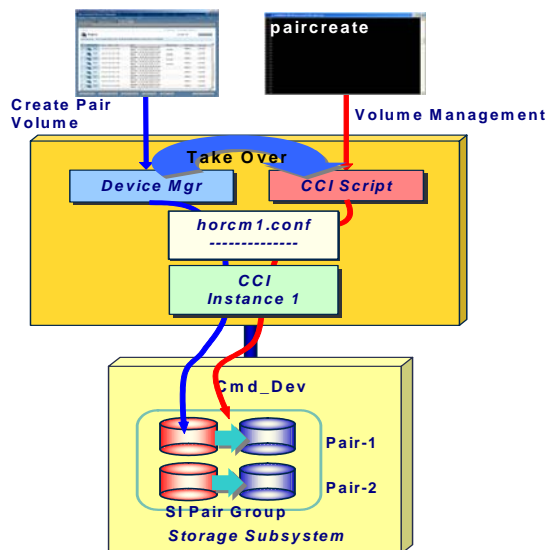 paircreate
Create Pair
Volume
Volume Management
Take Over
Device Mgr
CCI Script
horcm1.conf
--------------
CCI
Instance 1
Cmd_Dev
Pair-1
Pair-2
SI Pair Group
Storage Subsystem